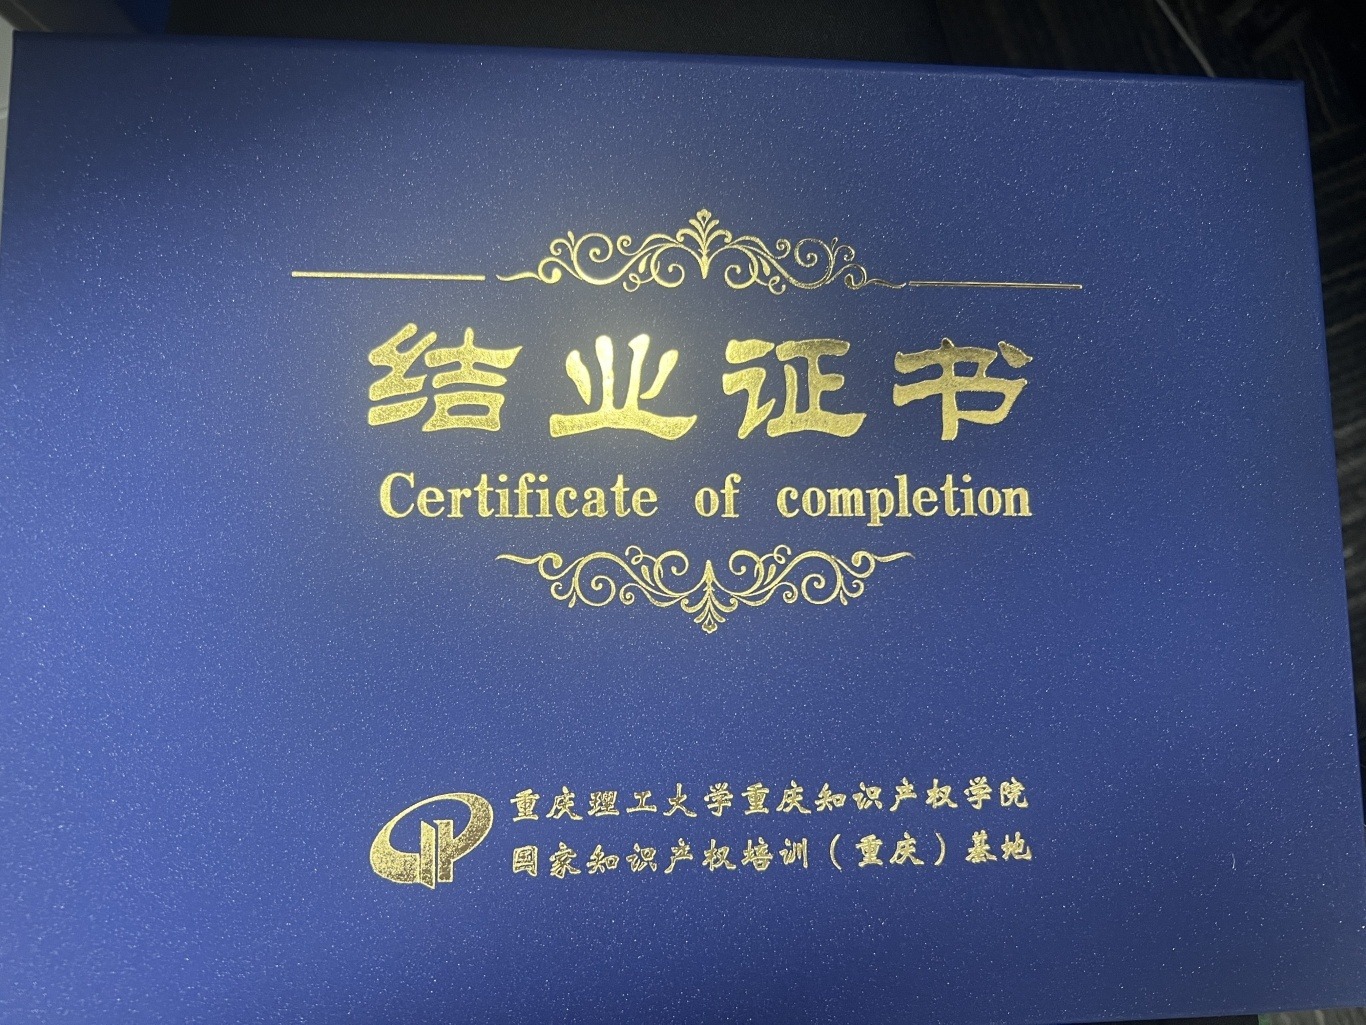 结业证书
Certificate of completion
重庆理工大学重庆知识产权学院
国家知识产权培训（重庆）基地